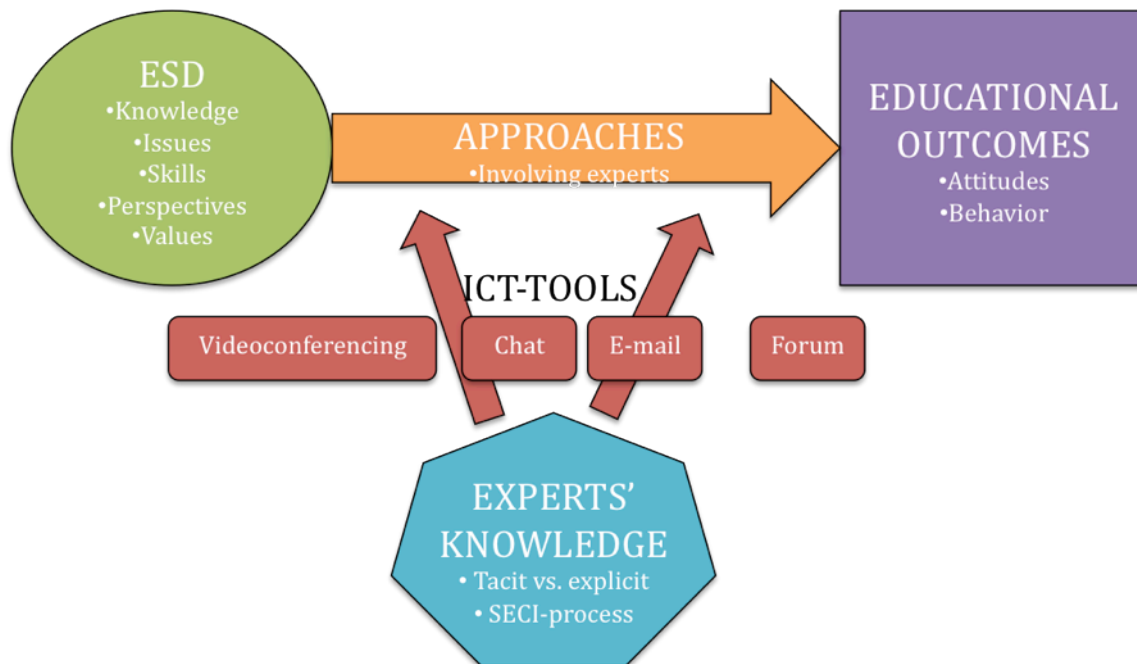 ESD
•Knowledge
•Issues
•Skills
•Perspectives
•Values
APPROACHES
•Involving experts
EDUCATIONAL
OUTCOMES
•Attitudes
•Behavior
ICT-TOOLS
Videoconferencing
Chat
E-mail
Forum
EXPERTS’
KNOWLEDGE
• Tacit vs. explicit
• SECI-process